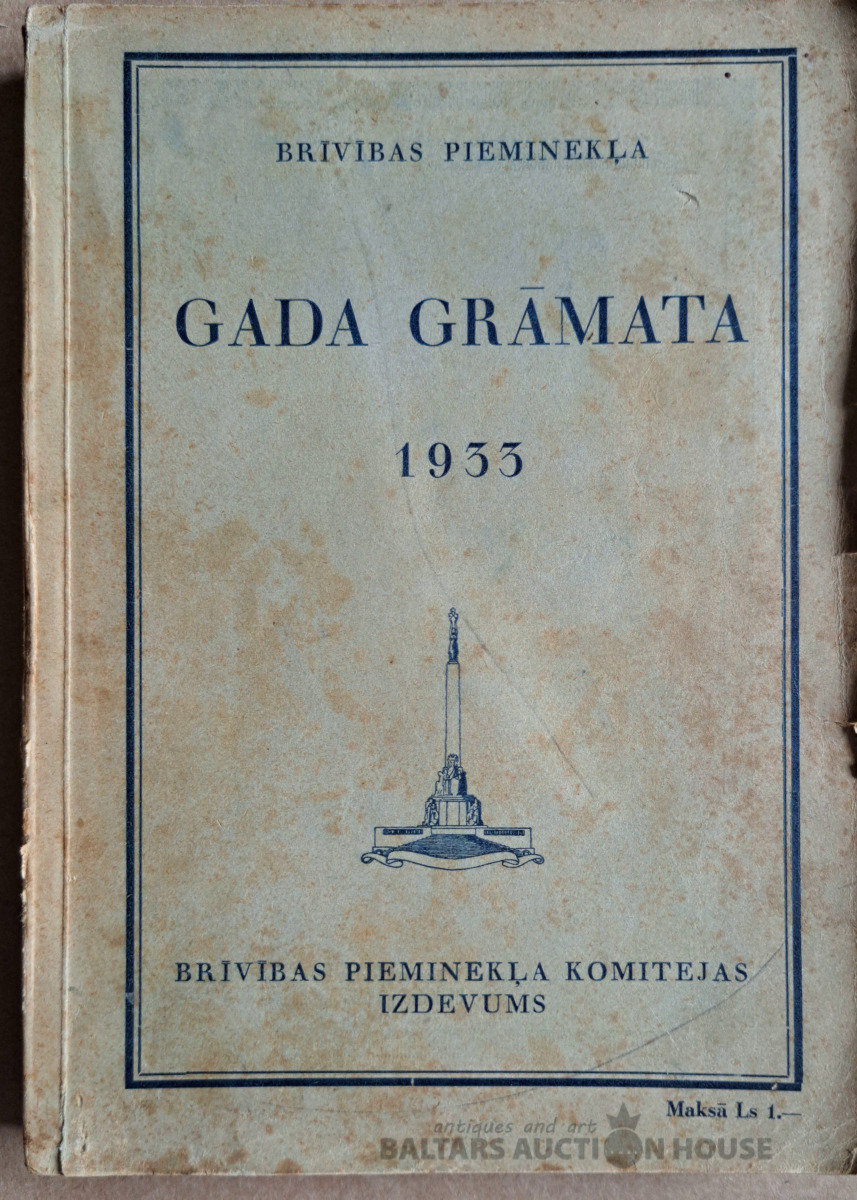 BRĪVĪBAS PIEMINEKĻA
GADA GRĀMATA
1933
BRĪVĪBAS PIEMINEKĻA KOMITEJAS
IZDEVUMS
Maksā Ls 1.—
antiques and art
BALTARS AUCTION HOUSE